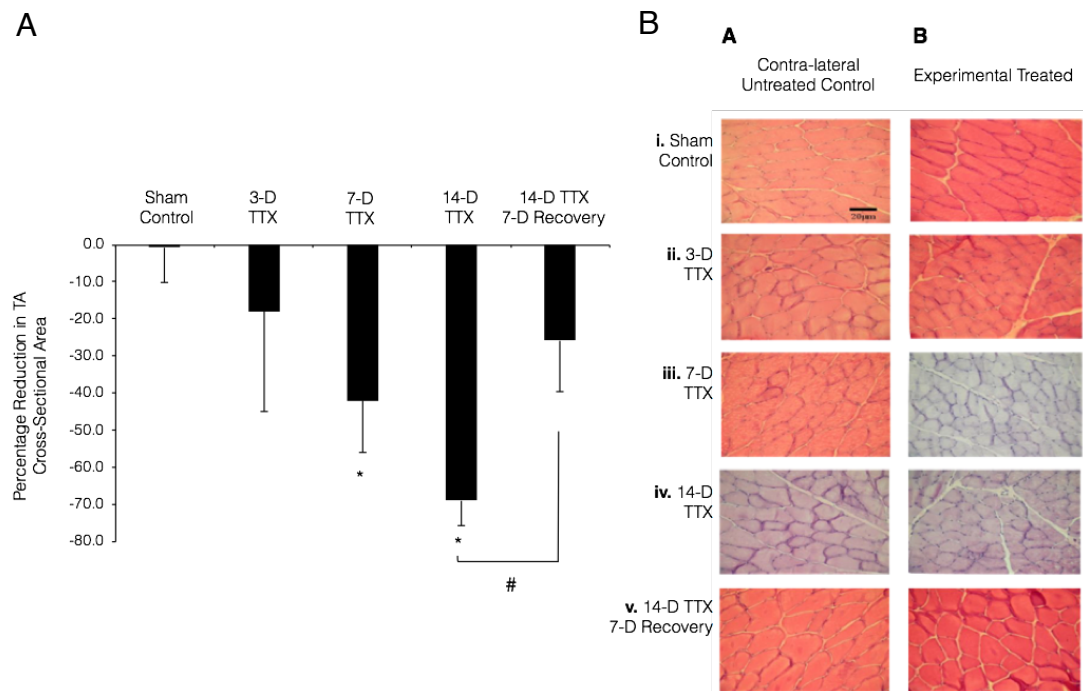 A
Sham
Control
3-D
TTX
7-D
TTX
14-D
TTX
14-D TTX
7-D Recovery
Percentage Reduction in TA
Cross-Sectional Area
0.0
-10.0
-20.0
-30.0
-40.0
-50.0
-60.0
-70.0
-80.0
*
*
#
B
A
Contra-lateral
Untreated Control
B
Experimental Treated
i. Sham
Control
20µm
ii. 3-D
TTX
iii. 7-D
TTX
iv. 14-D
TTX
v. 14-D TTX
7-D Recovery